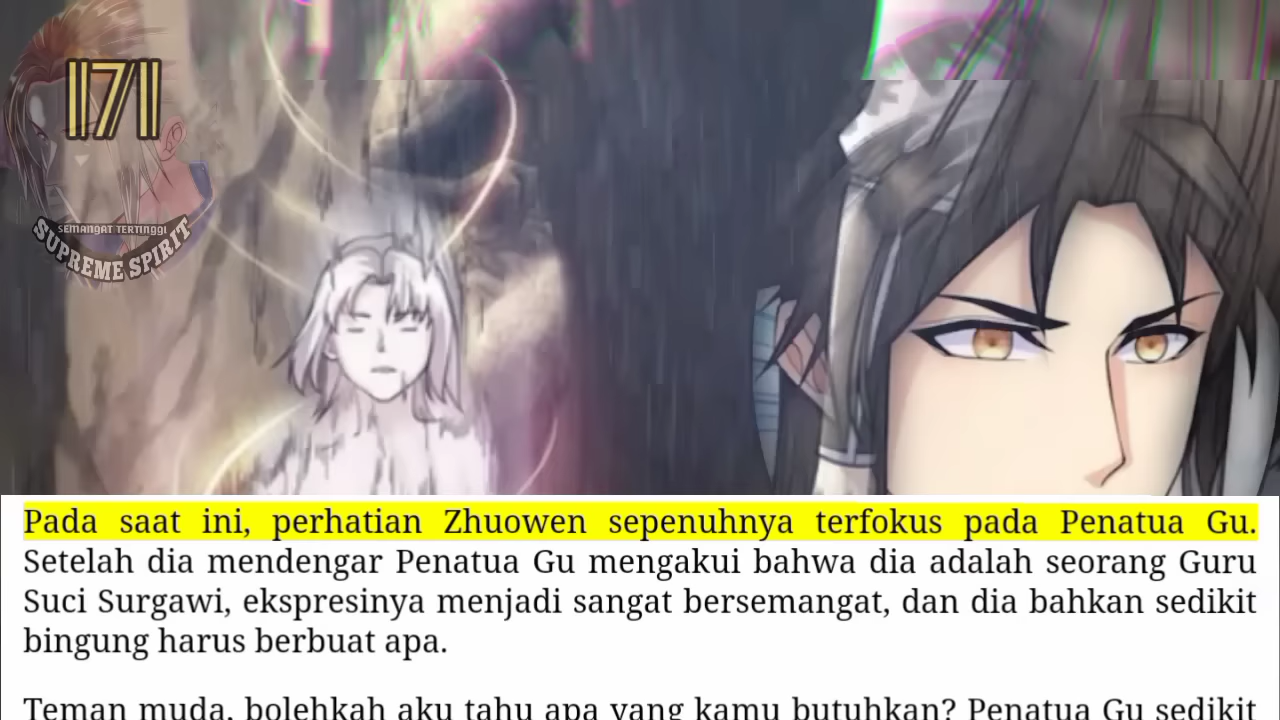 171
SEMANGAT TERTINGGI
SUPREME SPIRIT
Pada saat ini, perhatian Zhuowen sepenuhnya terfokus pada Penatua Gu.
Setelah dia mendengar Penatua Gu mengakui bahwa dia adalah seorang Guru
Suci Surgawi, ekspresinya menjadi sangat bersemangat, dan dia bahkan sedikit
bingung harus berbuat apa.
Teman muda, bolehkah aku tahu apa yang kamu butuhkan? Penatua Gu sedikit